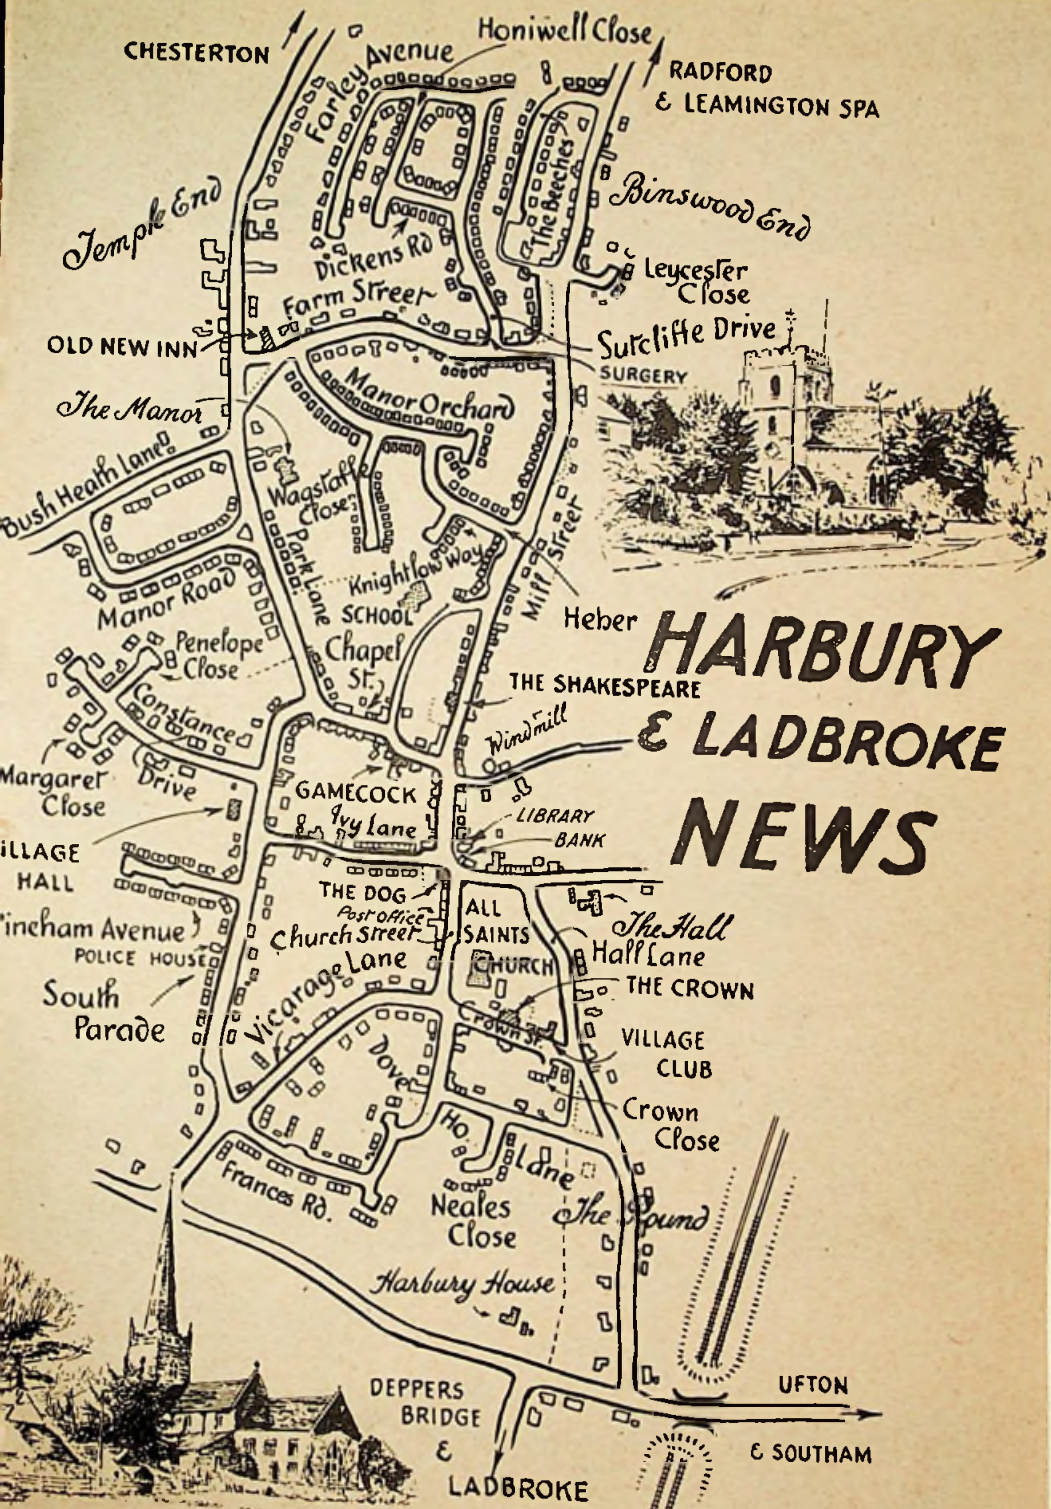 CHESTERTON
Honiwell Close
Farley Avenue
RADFORD
& LEAMINGTON SPA
Temple End
The Beeches
Binswood End
Dickens Rd
Leycester
Close
Farm Street
OLD NEW INN
Sutcliffe Drive
SURGERY
The Manor
Manor Orchard
Bush Heath Lane
Wagstaffe
Close
Park Lane
Mill Street
Knightlow Way
Manor Road
SCHOOL
Heber
HARBURY
& LADBROKE
NEWS
Penelope
Close
Chapel
St.
THE SHAKESPEARE
Constance
Drive
Windmill
Margaret
Close
GAMECOCK
Ivy Lane
LIBRARY
BANK
ILLAGE
HALL
THE DOG
Post Office
Church Street
ALL
SAINTS
CHURCH
The Hall
Hall Lane
incham Avenue
POLICE HOUSE
THE CROWN
South
Parade
Vicarage Lane
Crown St.
VILLAGE
CLUB
Dove
Crown
Close
Ho
Lane
Frances Rd.
Neales
Close
The Pound
Harbury House
DEPPERS
BRIDGE
&
LADBROKE
UFTON
& SOUTHAM